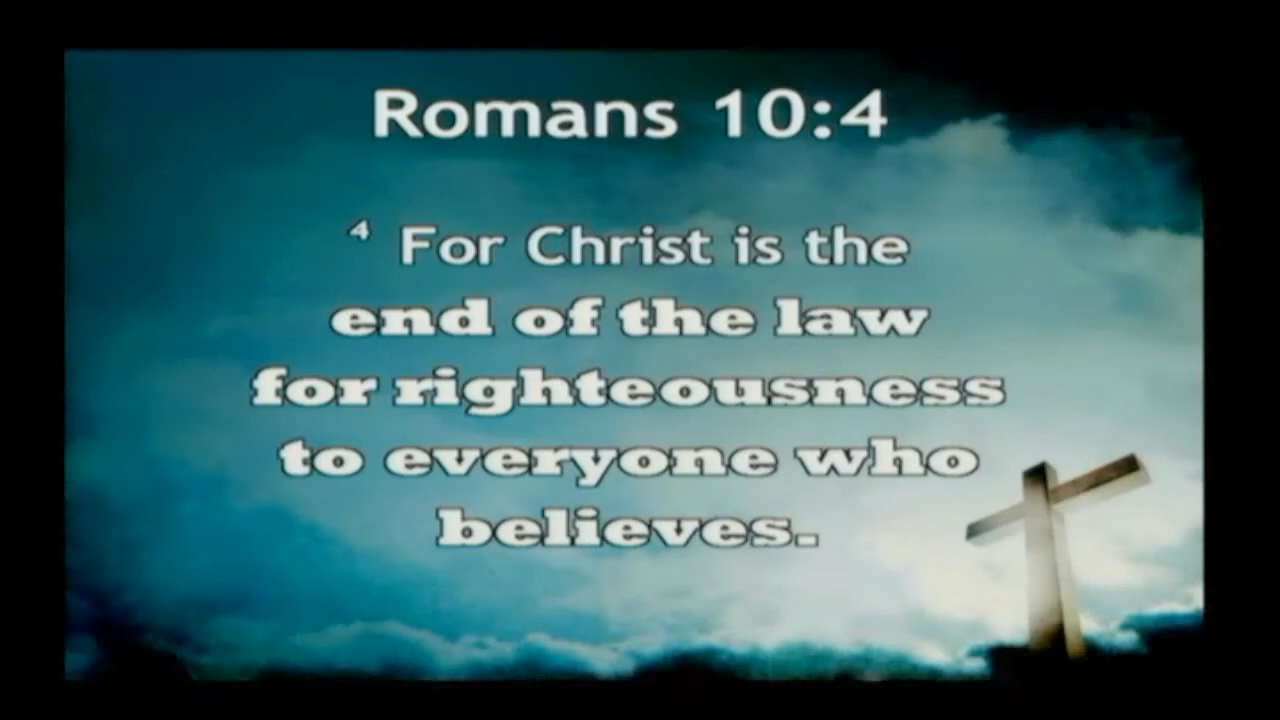 Romans 10:4
4 For Christ is the
end of the law
for righteousness
to everyone who
believes.